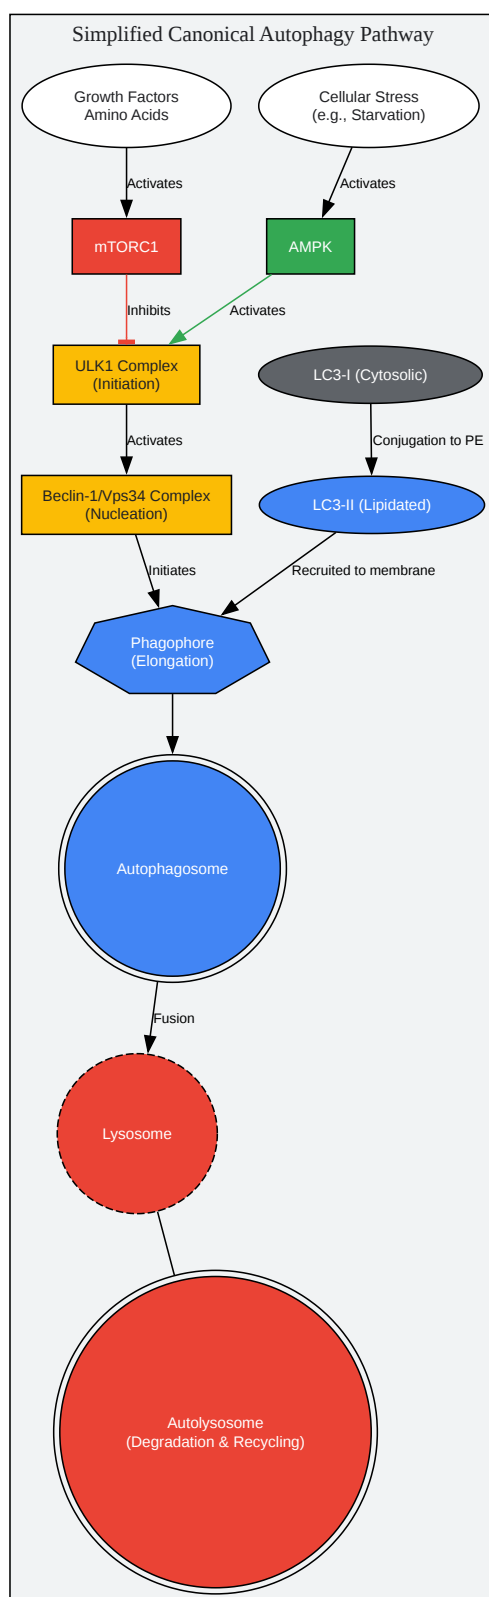 Simplified Canonical Autophagy Pathway
Growth Factors
Amino Acids
Cellular Stress
(e.g., Starvation)
Activates
Activates
mTORC1
AMPK
Inhibits
Activates
ULK1 Complex
(Initiation)
LC3-I (Cytosolic)
Activates
Conjugation to PE
Beclin-1/Vps34 Complex
(Nucleation)
LC3-II (Lipidated)
Initiates
Recruited to membrane
Phagophore
(Elongation)
Autophagosome
Fusion
Lysosome
Autolysosome
(Degradation & Recycling)